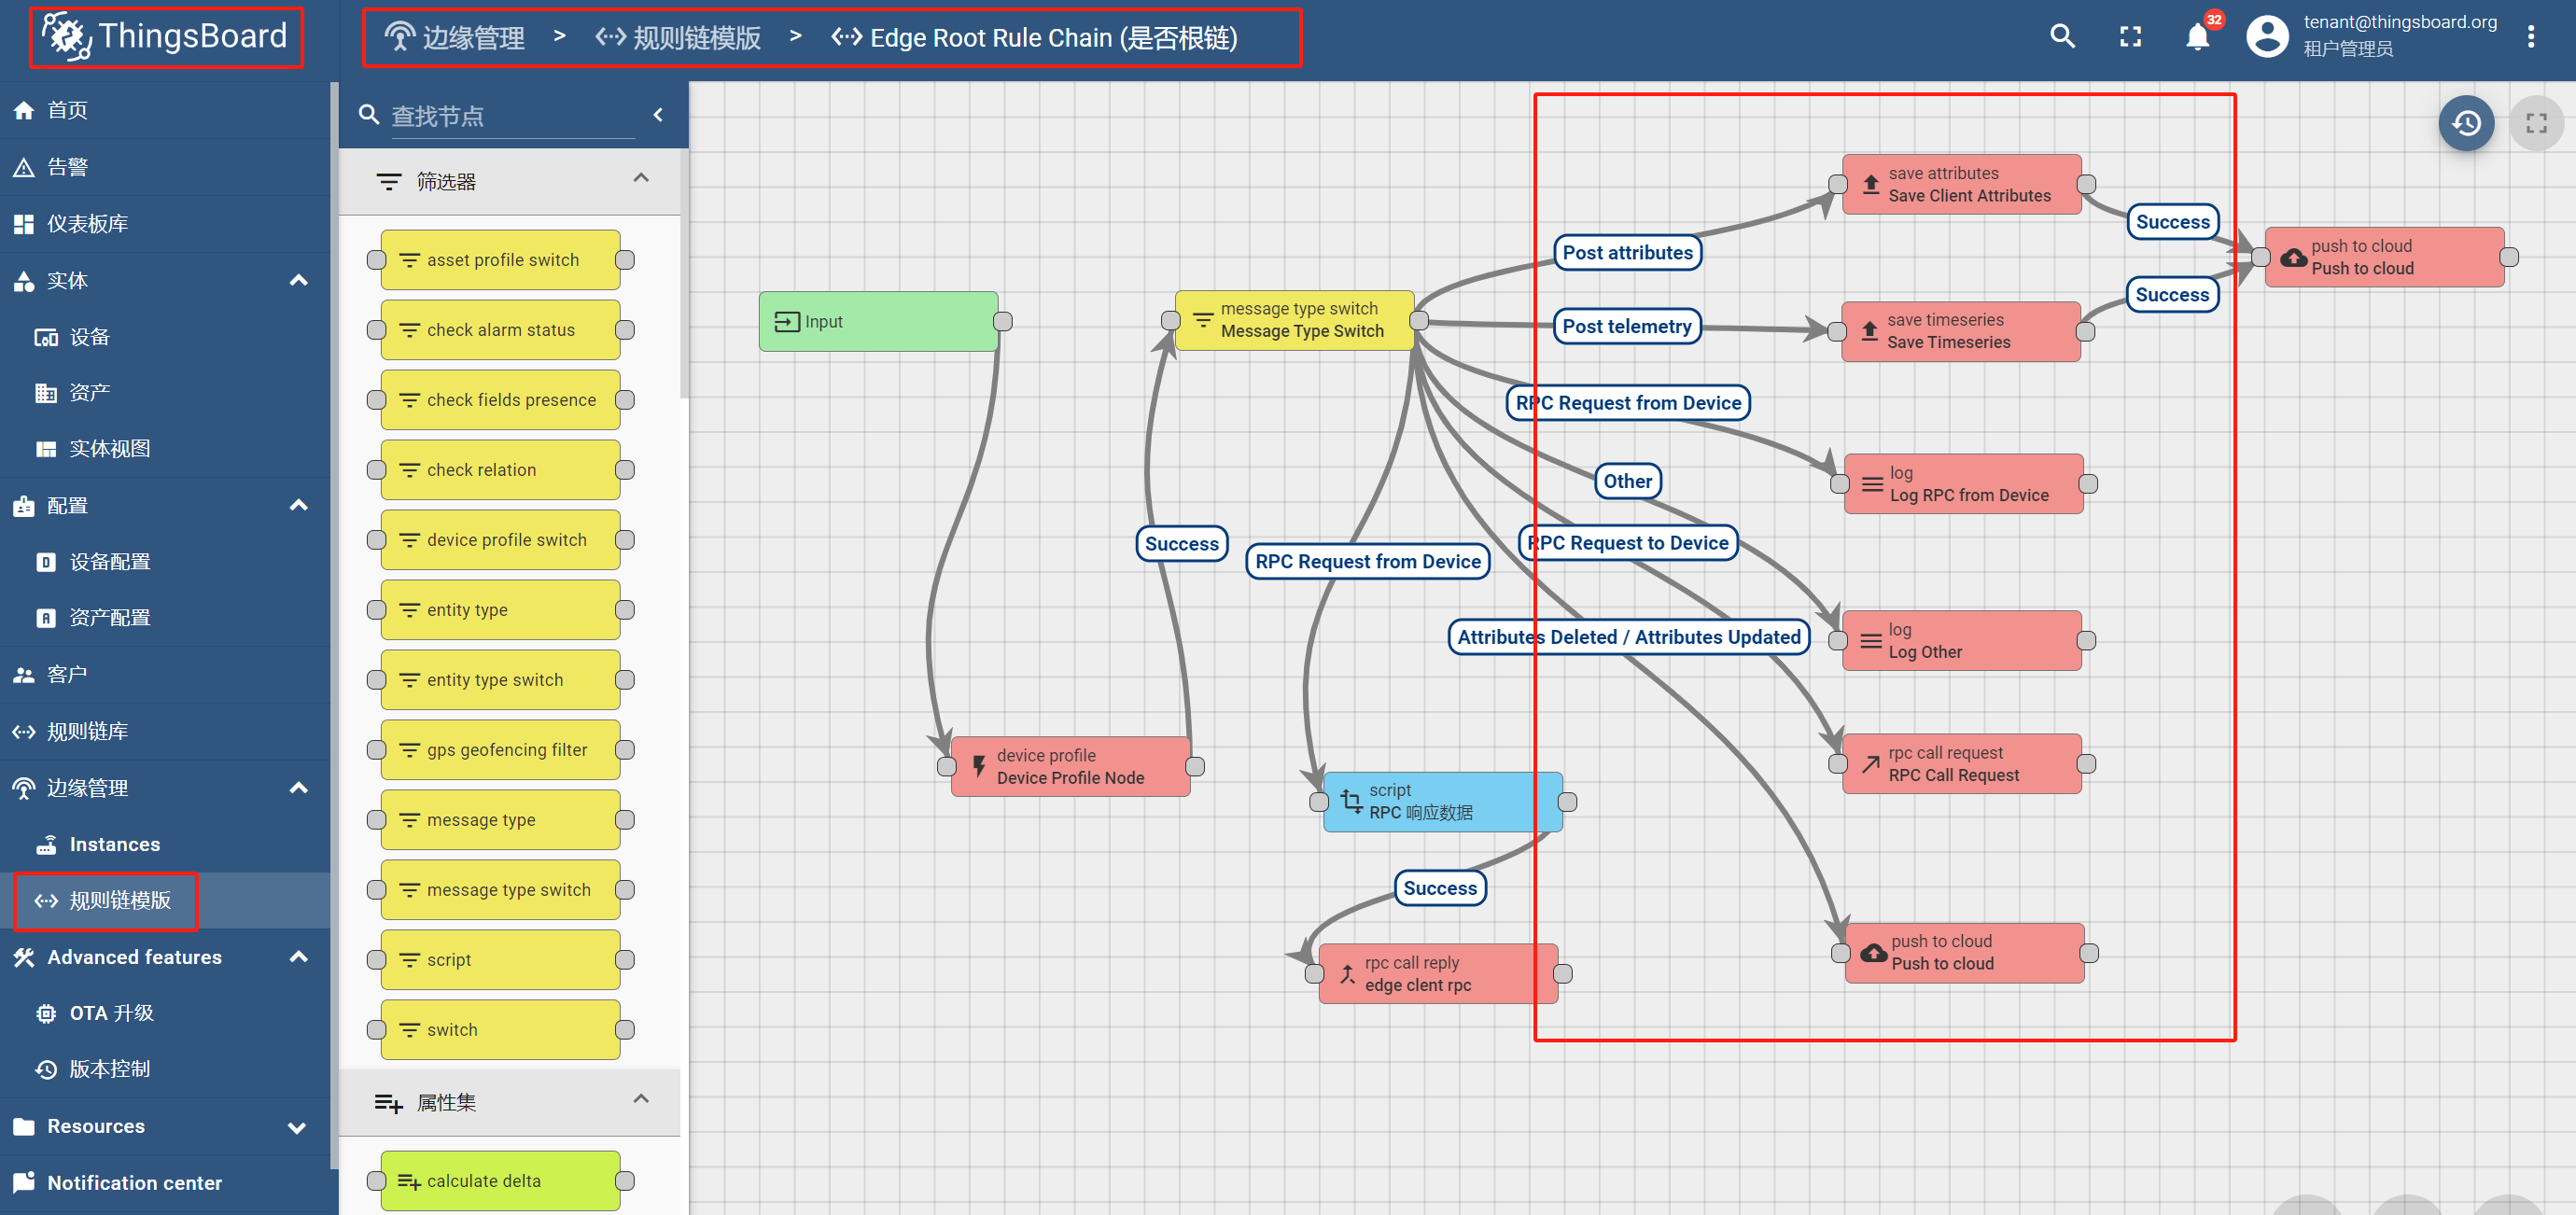 ThingsBoard
边缘管理 > 规则链模版 > Edge Root Rule Chain (是否根链)
32
tenant@thingsboard.org
租户管理员
首页
告警
仪表板库
实体
设备
资产
实体视图
配置
设备配置
资产配置
客户
规则链库
边缘管理
Instances
规则链模版
Advanced features
OTA 升级
版本控制
Resources
Notification center
查找节点
筛选器
asset profile switch
check alarm status
check fields presence
check relation
device profile switch
entity type
entity type switch
gps geofencing filter
message type
message type switch
script
switch
属性集
calculate delta
Input
message type switch
Message Type Switch
device profile
Device Profile Node
Success
RPC Request from Device
script
RPC 响应数据
Success
rpc call reply
edge clent rpc
Post attributes
Post telemetry
RPC Request from Device
Other
RPC Request to Device
Attributes Deleted / Attributes Updated
save attributes
Save Client Attributes
save timeseries
Save Timeseries
log
Log RPC from Device
log
Log Other
rpc call request
RPC Call Request
push to cloud
Push to cloud
Success
Success
push to cloud
Push to cloud